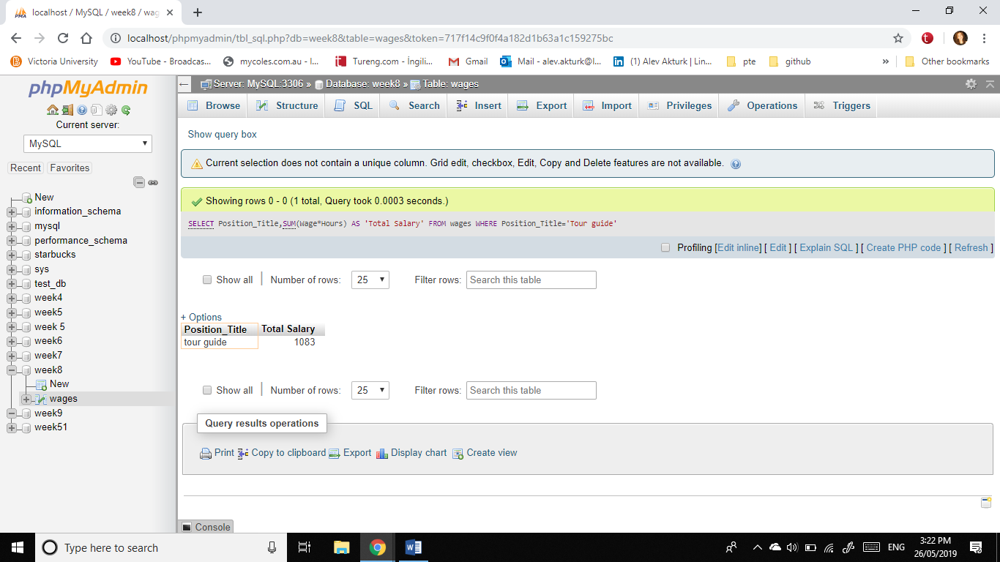 localhost / MySQL / week8 / wag
localhost/phpmyadmin/tbl_sql.php?db=week8&table=wages&token=717f14c9f0f4a182d1b63a1c159275bc
Victoria University YouTube - Broadcas... mycoles.com.au - I... Tureng.com - İngili... Gmail Mail - alev.akturk@l... (1) Alev Akturk | Lin... pte github » Other bookmarks
phpMyAdmin
Current server:
MySQL
Recent Favorites
New
information_schema
mysql
performance_schema
starbucks
sys
test_db
week4
week5
week 5
week6
week7
week8
New
wages
week9
week51
Server: MySQL:3306 » Database: week8 » Table: wages
Browse Structure SQL Search Insert Export Import Privileges Operations Triggers
Show query box
Current selection does not contain a unique column. Grid edit, checkbox, Edit, Copy and Delete features are not available.
Showing rows 0 - 0 (1 total, Query took 0.0003 seconds.)
SELECT Position_Title,SUM(Wage*Hours) AS 'Total Salary' FROM wages WHERE Position_Title='Tour guide'
Profiling [Edit inline] [ Edit ] [ Explain SQL ] [ Create PHP code ] [ Refresh ]
Show all | Number of rows: 25 Filter rows: Search this table
+ Options
Position_Title Total Salary
tour guide 1083
Show all | Number of rows: 25 Filter rows: Search this table
Query results operations
Print Copy to clipboard Export Display chart Create view
Console
Type here to search
ENG
3:22 PM
26/05/2019